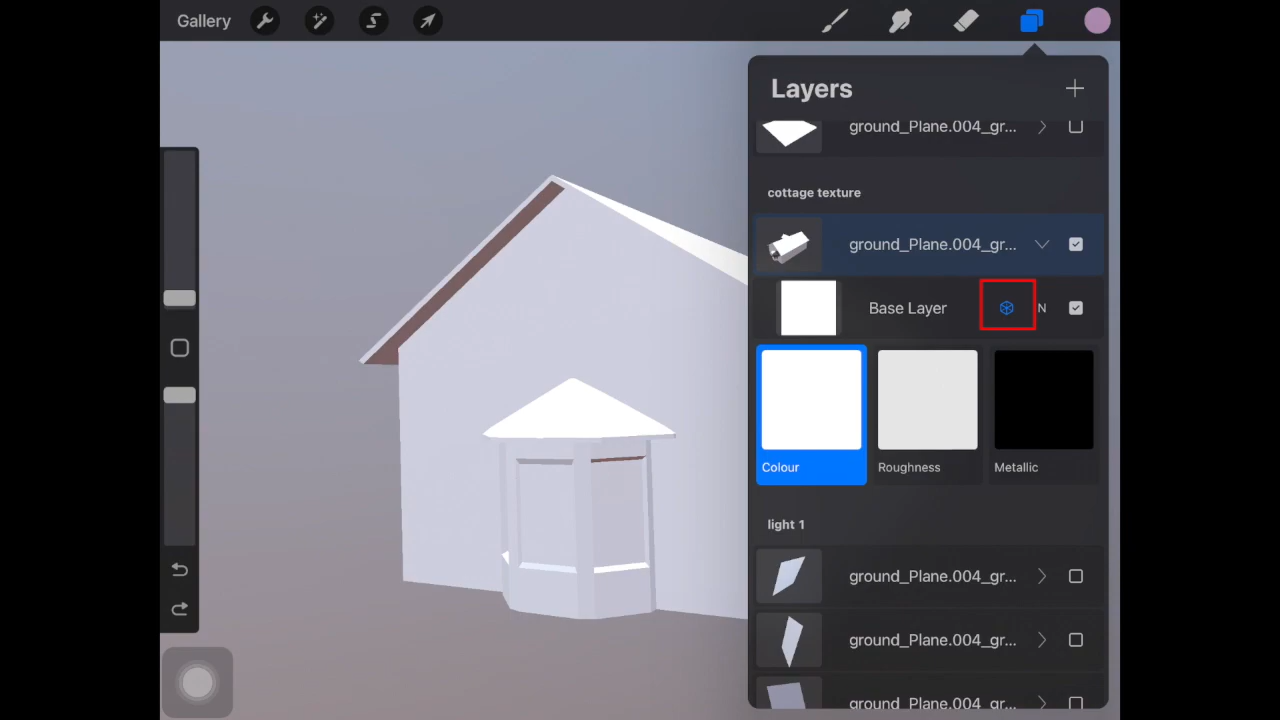 Gallery
Layers
ground_Plane.004_gr...
cottage texture
ground_Plane.004_gr...
Base Layer
N
Colour
Roughness
Metallic
light 1
ground_Plane.004_gr...
ground_Plane.004_gr...
ground_Plane.004_gr...